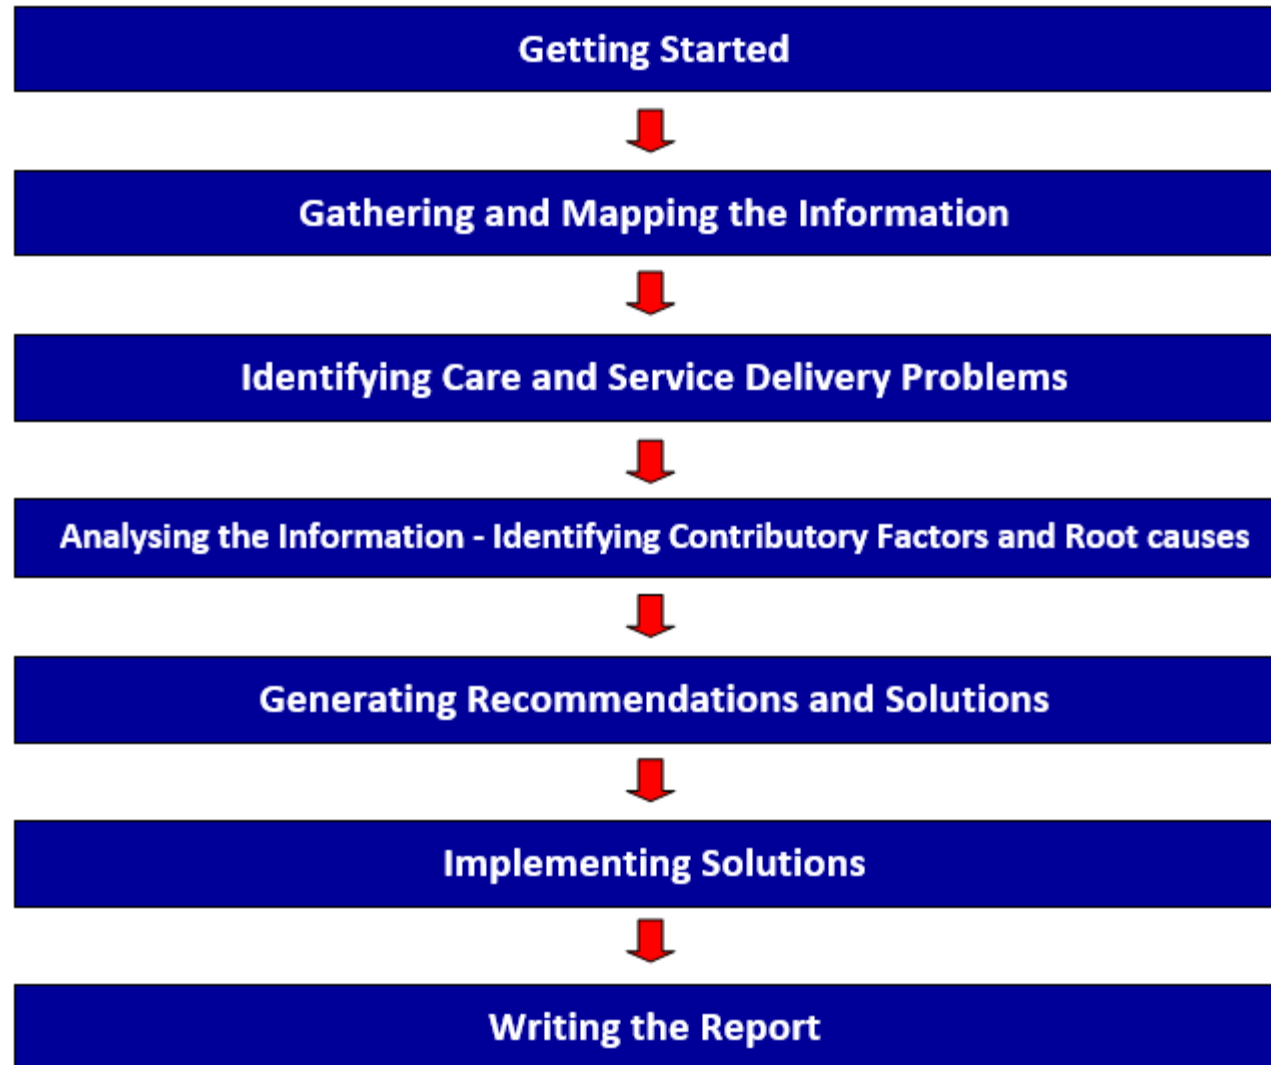 Getting Started
Gathering and Mapping the Information
Identifying Care and Service Delivery Problems
Analysing the Information - Identifying Contributory Factors and Root causes
Generating Recommendations and Solutions
Implementing Solutions
Writing the Report